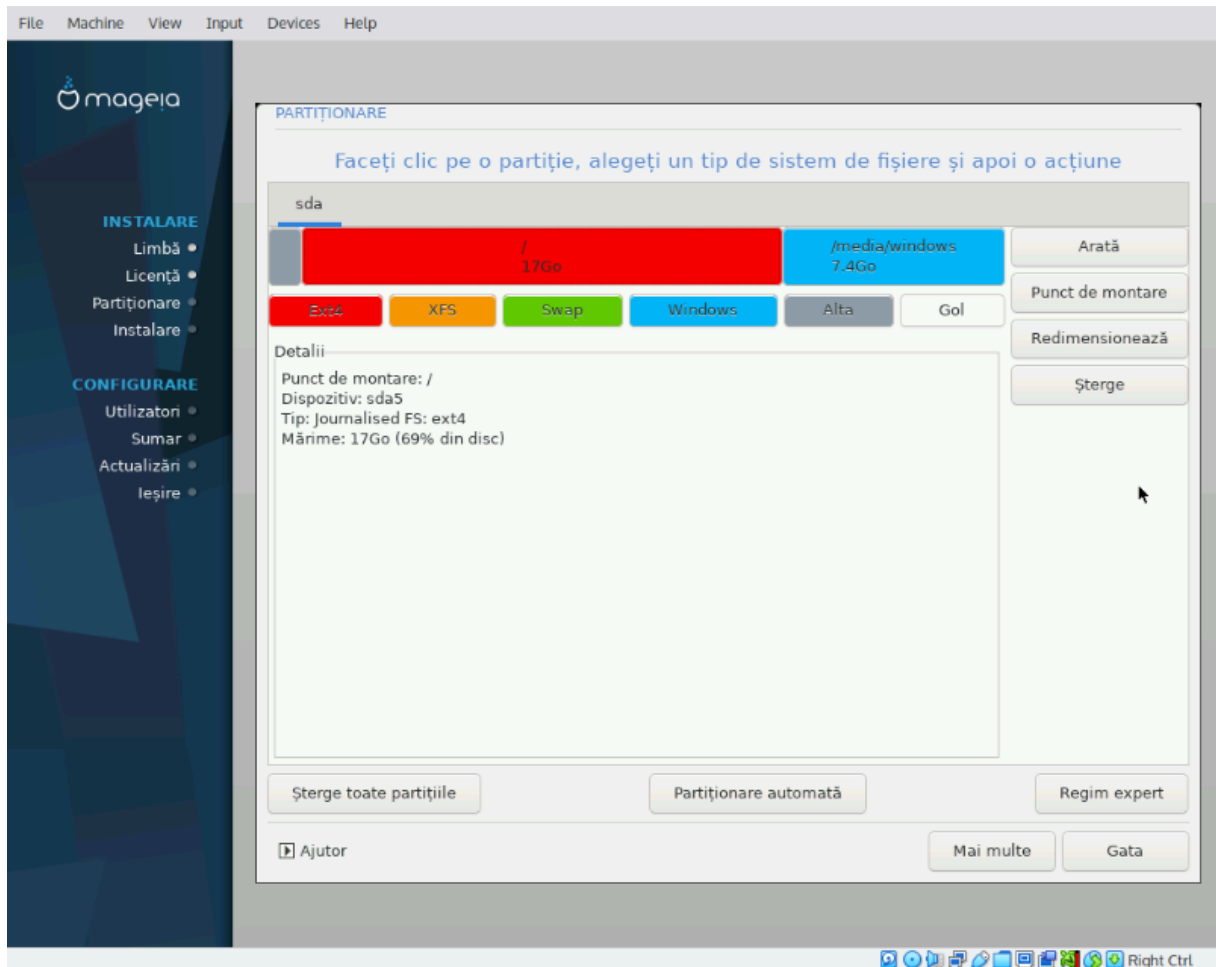 File Machine View Input Devices Help
mageia
INSTALARE
Limbă
Licență
Partiționare
Instalare
CONFIGURARE
Utilizatori
Sumar
Actualizări
Ieșire
PARTIȚIONARE
Faceți clic pe o partiție, alegeți un tip de sistem de fișiere și apoi o acțiune
sda
/
17Go
/media/windows
7.4Go
Ext4 XFS Swap Windows Alta Gol
Arată
Punct de montare
Redimensionează
Șterge
Detalii
Punct de montare: /
Dispozitiv: sda5
Tip: Journalised FS: ext4
Mărime: 17Go (69% din disc)
Șterge toate partițiile Partiționare automată Regim expert
Ajutor Mai multe Gata
Right Ctrl